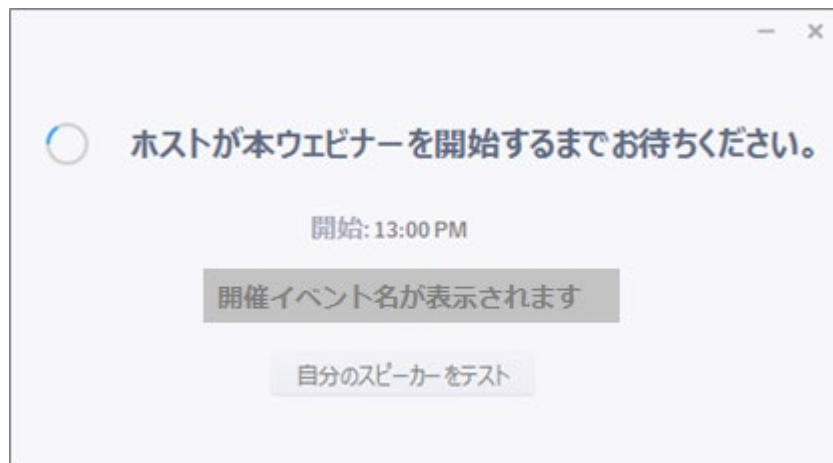 ホストが本ウェビナーを開始するまでお待ちください。
開始: 13:00 PM
開催イベント名が表示されます
自分のスピーカーをテスト